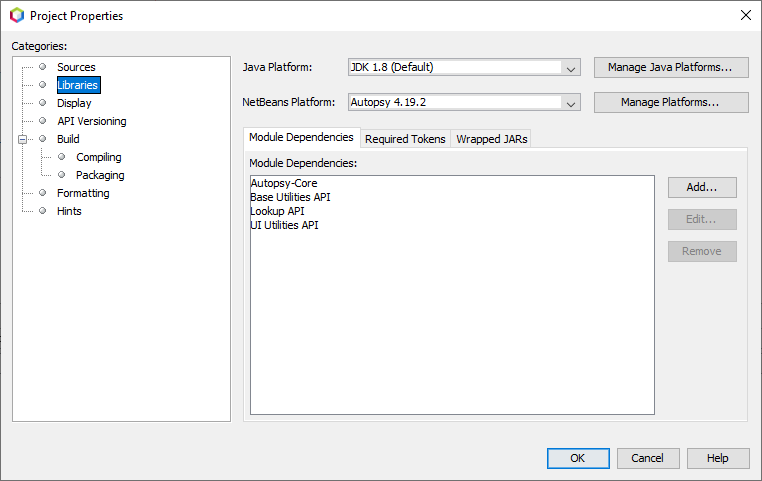 Project Properties
Categories:
Sources
Libraries
Display
API Versioning
Build
Compiling
Packaging
Formatting
Hints
Java Platform:
JDK 1.8 (Default)
Manage Java Platforms...
NetBeans Platform:
Autopsy 4.19.2
Manage Platforms...
Module Dependencies
Required Tokens
Wrapped JARs
Module Dependencies:
Autopsy-Core
Base Utilities API
Lookup API
UI Utilities API
Add...
Edit...
Remove
OK
Cancel
Help